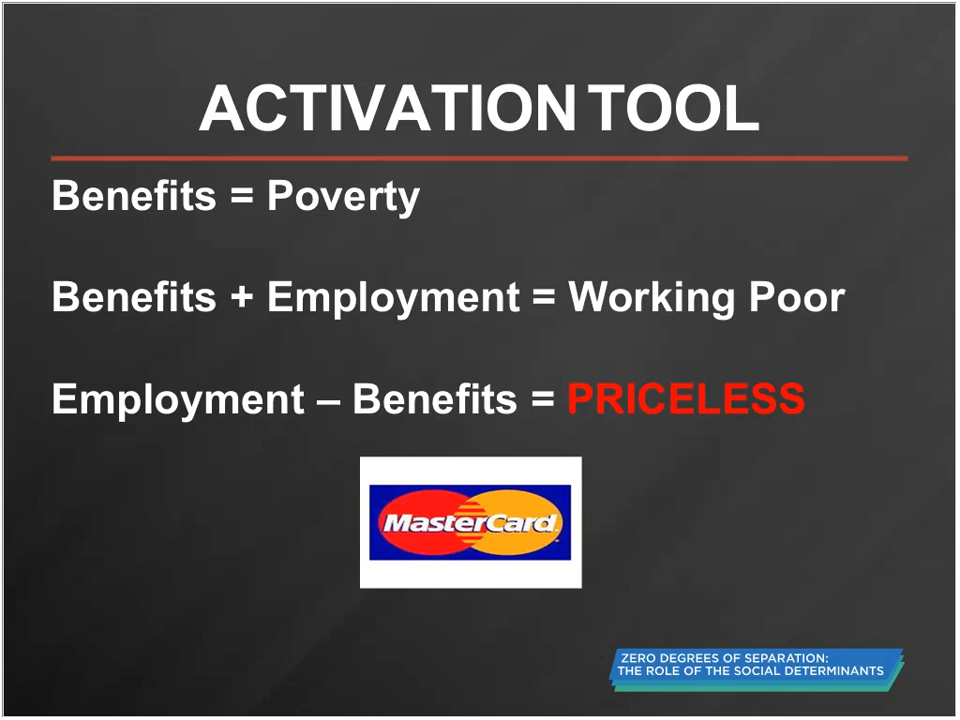 ACTIVATION TOOL
Benefits = Poverty
Benefits + Employment = Working Poor
Employment – Benefits = PRICELESS
MasterCard
ZERO DEGREES OF SEPARATION:
THE ROLE OF THE SOCIAL DETERMINANTS